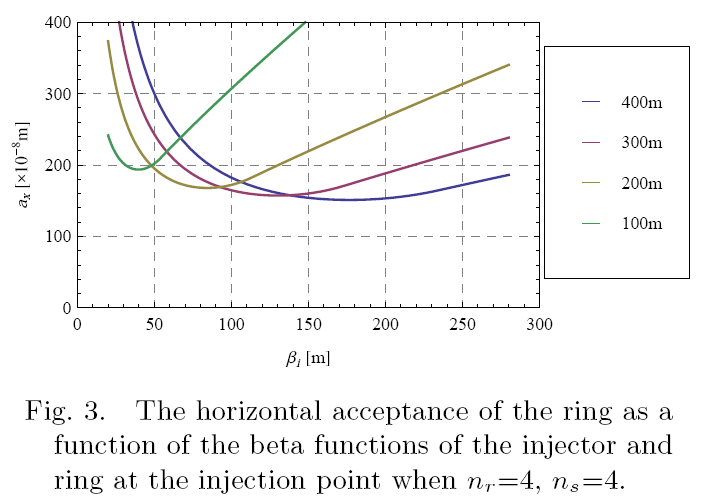 400
300
200
100
0
a_x [×10^{-8}m]
0 50 100 150 200 250 300
β_i [m]
400m
300m
200m
100m
Fig. 3. The horizontal acceptance of the ring as a
function of the beta functions of the injector and
ring at the injection point when n_r=4, n_s=4.